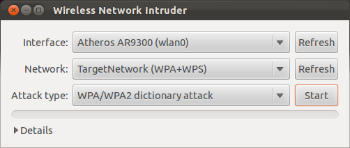 Wireless Network Intruder
Interface: Atheros AR9300 (wlan0) Refresh
Network: TargetNetwork (WPA+WPS) Refresh
Attack type: WPA/WPA2 dictionary attack Start
Details